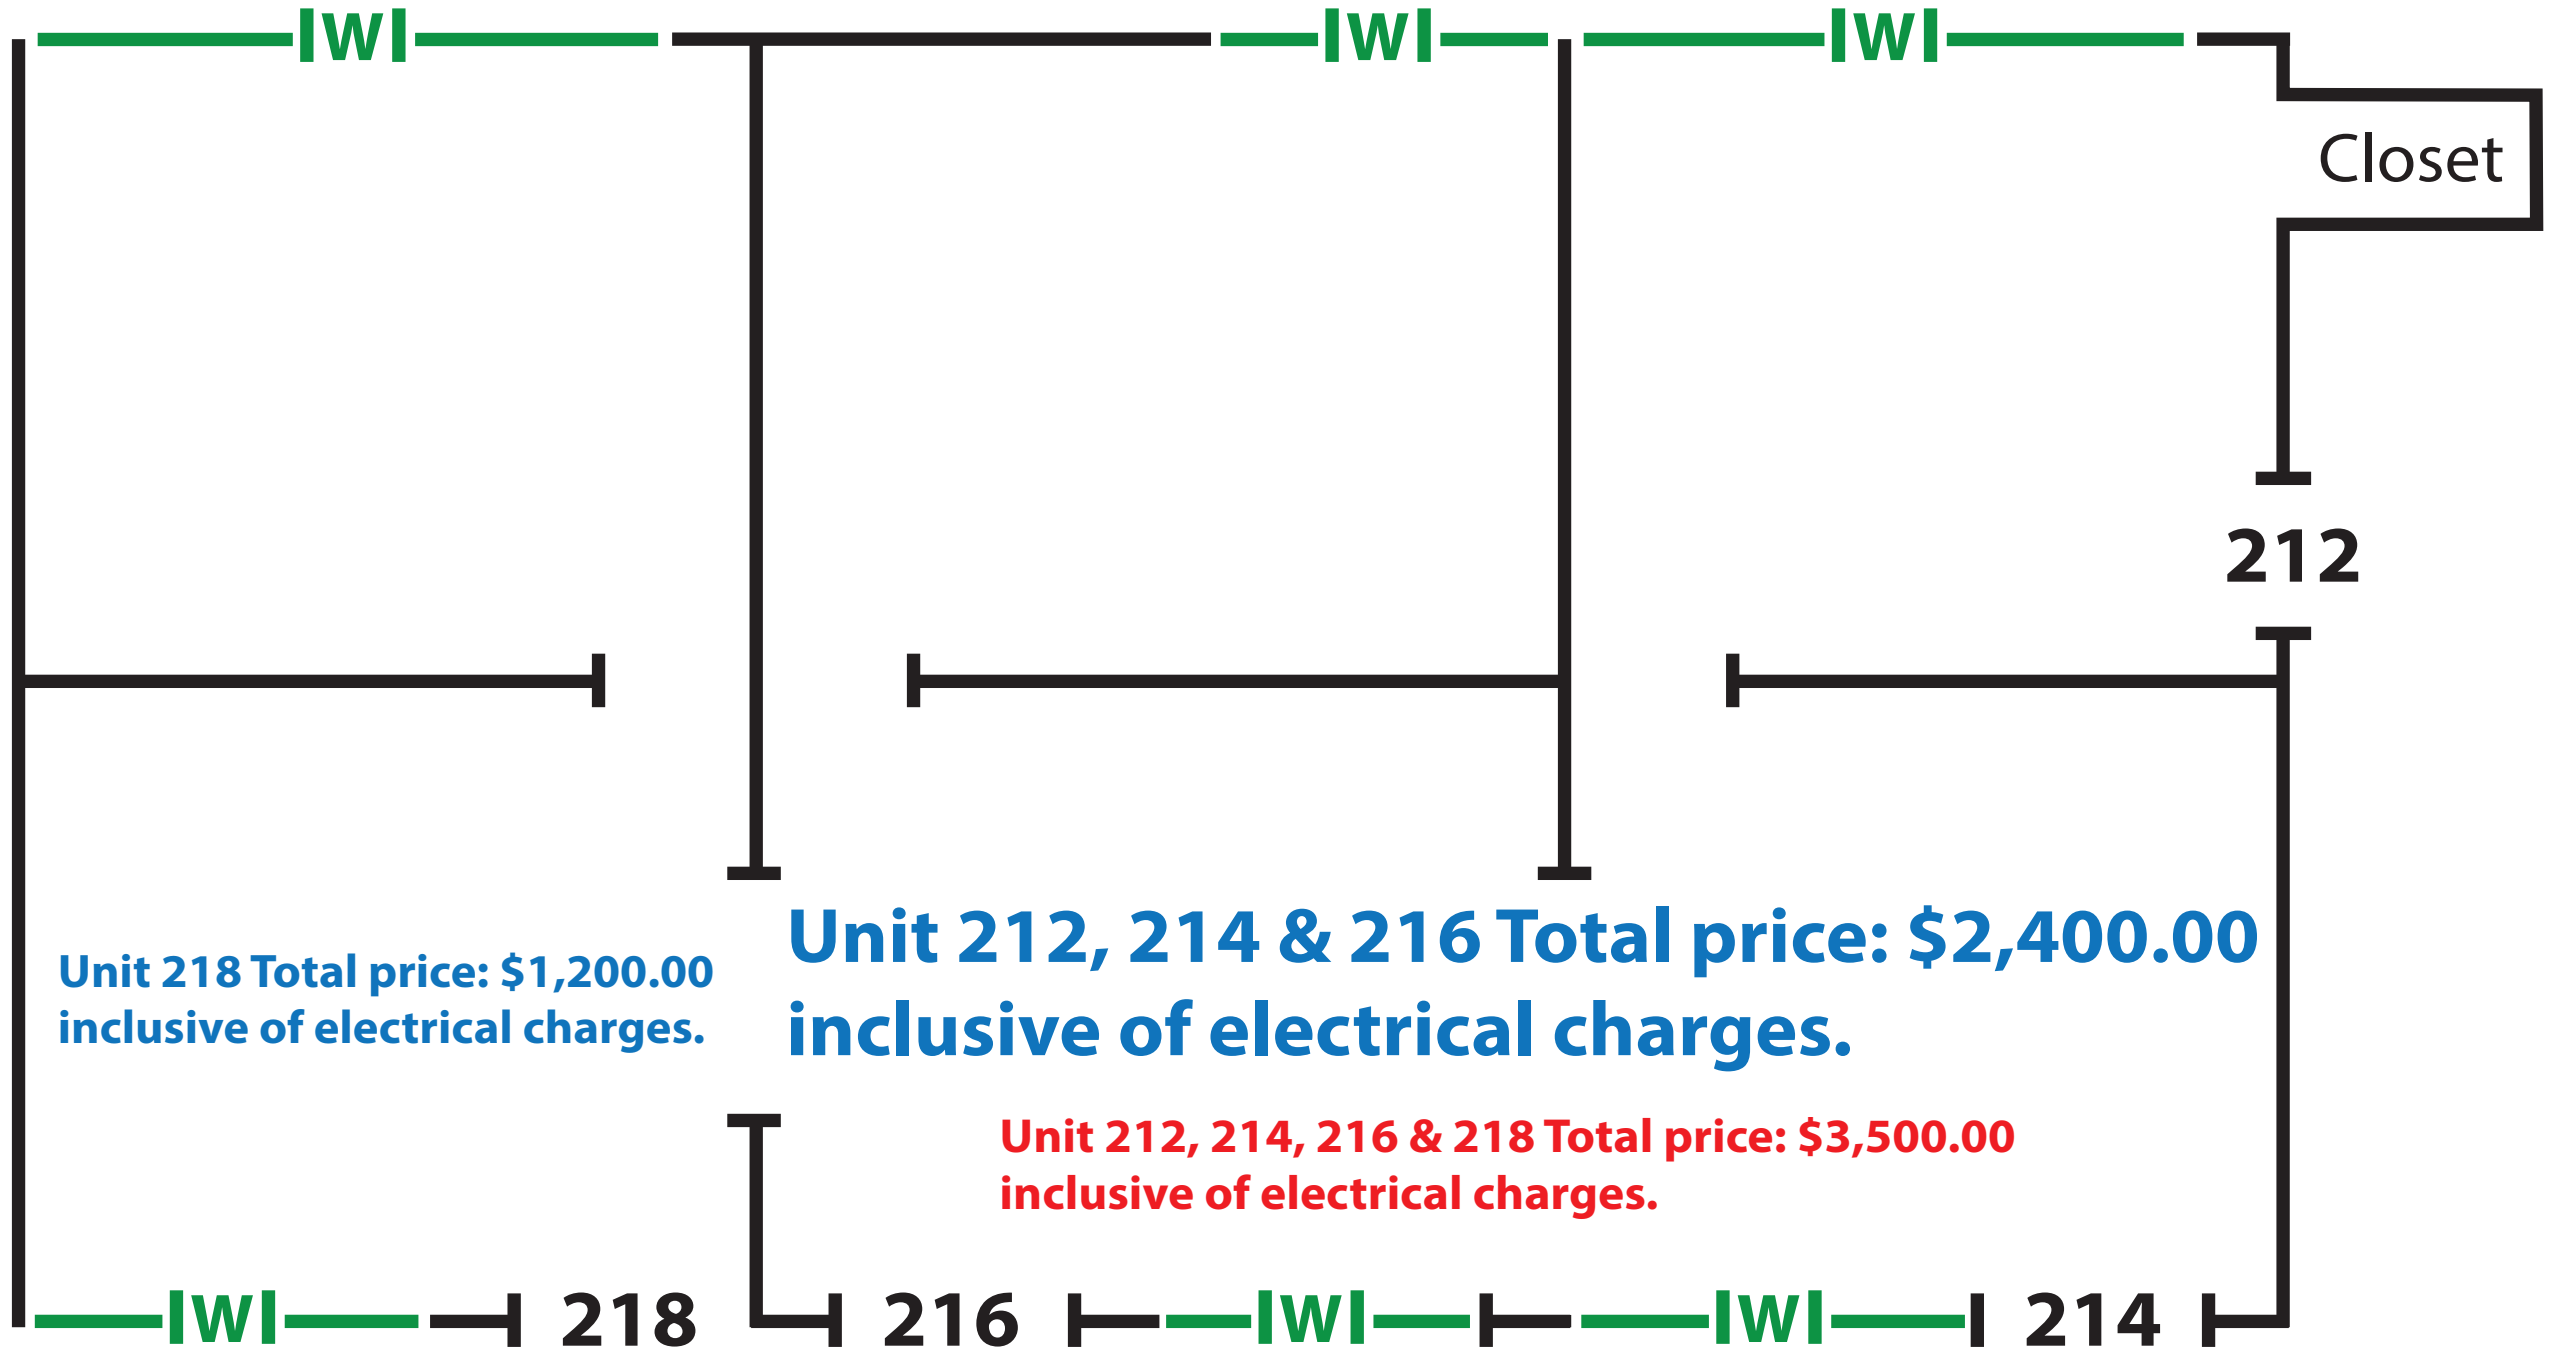 W W W
Closet
212
Unit 212, 214 & 216 Total price: $2,400.00
inclusive of electrical charges.
Unit 218 Total price: $1,200.00
inclusive of electrical charges.
Unit 212, 214, 216 & 218 Total price: $3,500.00
inclusive of electrical charges.
W 218 216 W W 214